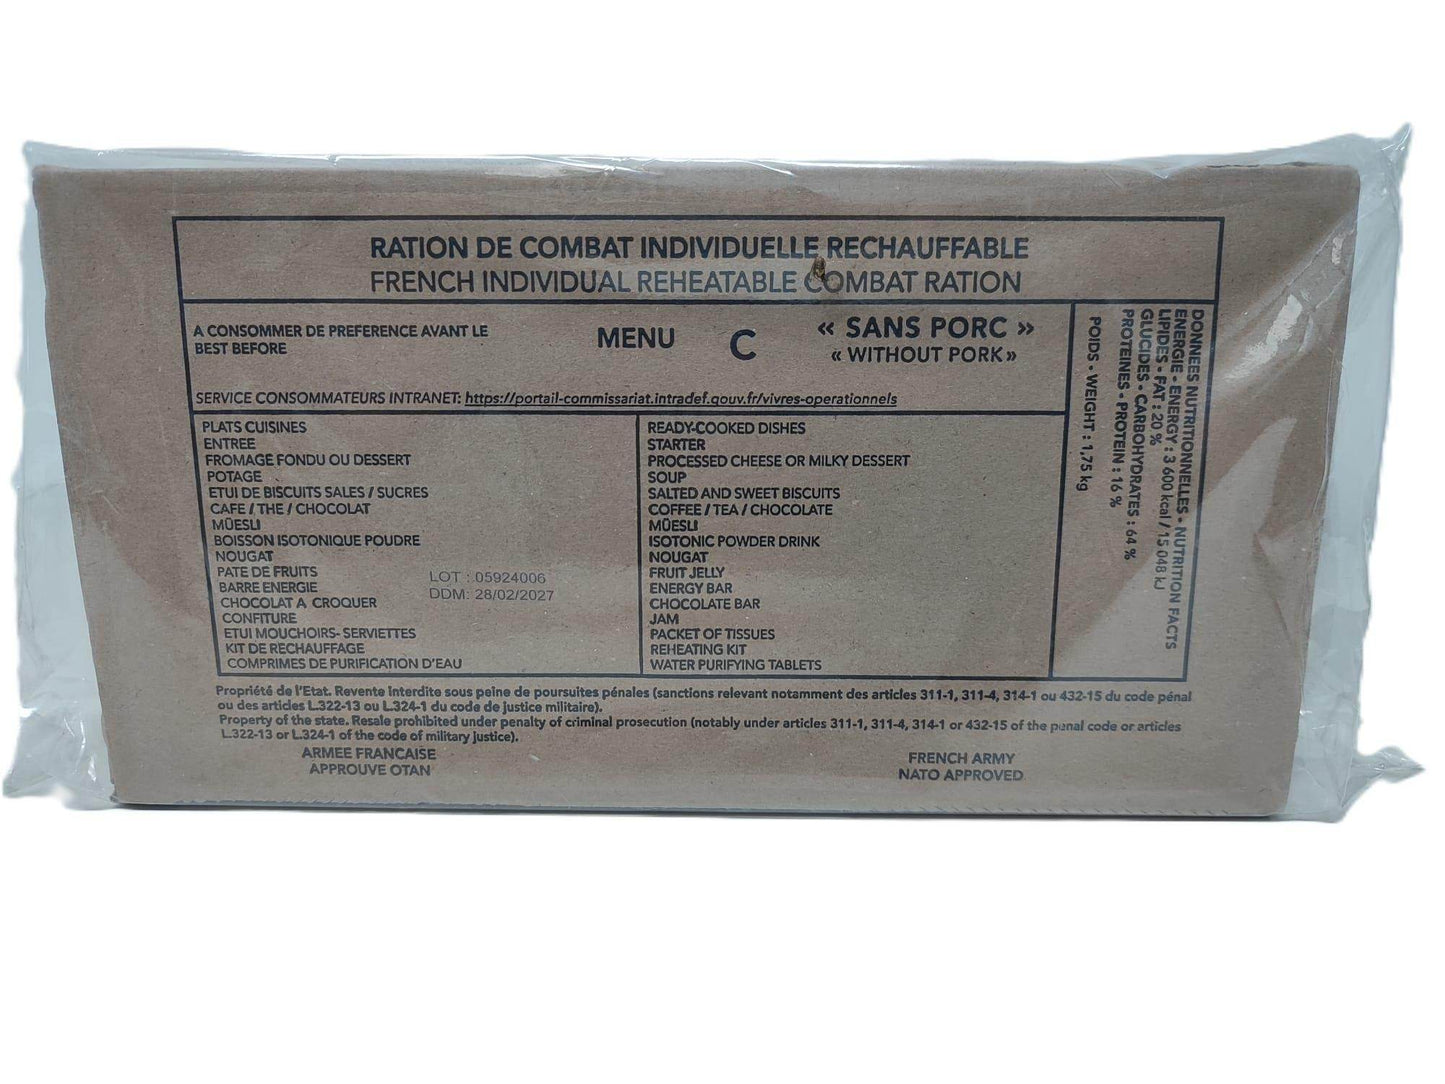 RATION DE COMBAT INDIVIDUELLE RECHAUFFABLE
FRENCH INDIVIDUAL REHEATABLE COMBAT RATION
A CONSOMMER DE PREFERENCE AVANT LE
BEST BEFORE
MENU C
« SANS PORC »
« WITHOUT PORK »
SERVICE CONSOMMATEURS INTRANET: https://portail-commissariat.intradef.gouv.fr/vivres-operationnels
PLATS CUISINES
ENTREE
FROMAGE FONDU OU DESSERT
POTAGE
ETUI DE BISCUITS SALES / SUCRES
CAFE / THE / CHOCOLAT
MÜESLI
BOISSON ISOTONIQUE POUDRE
NOUGAT
PATE DE FRUITS
BARRE ENERGIE
CHOCOLAT A CROQUER
CONFITURE
ETUI MOUCHOIRS- SERVIETTES
KIT DE RECHAUFFAGE
COMPRIMES DE PURIFICATION D'EAU
LOT : 05924006
DDM: 28/02/2027
READY-COOKED DISHES
STARTER
PROCESSED CHEESE OR MILKY DESSERT
SOUP
SALTED AND SWEET BISCUITS
COFFEE / TEA / CHOCOLATE
MÜESLI
ISOTONIC POWDER DRINK
NOUGAT
FRUIT JELLY
ENERGY BAR
CHOCOLATE BAR
JAM
PACKET OF TISSUES
REHEATING KIT
WATER PURIFYING TABLETS
DONNEES NUTRITIONNELLES - NUTRITION FACTS
ENERGIE - ENERGY : 3 600 kcal / 15 048 kJ
LIPIDES - FAT : 20 %
GLUCIDES - CARBOHYDRATES : 64 %
PROTEINES - PROTEIN : 16 %
POIDS - WEIGHT : 1,75 kg
Propriété de l'Etat. Revente interdite sous peine de poursuites pénales (sanctions relevant notamment des articles 311-1, 311-4, 314-1 ou 432-15 du code pénal
ou des articles L.322-13 ou L.324-1 du code de justice militaire).
Property of the state. Resale prohibited under penalty of criminal prosecution (notably under articles 311-1, 311-4, 314-1 or 432-15 of the penal code or articles
L.322-13 or L.324-1 of the code of military justice).
ARMEE FRANCAISE
APPROUVE OTAN
FRENCH ARMY
NATO APPROVED